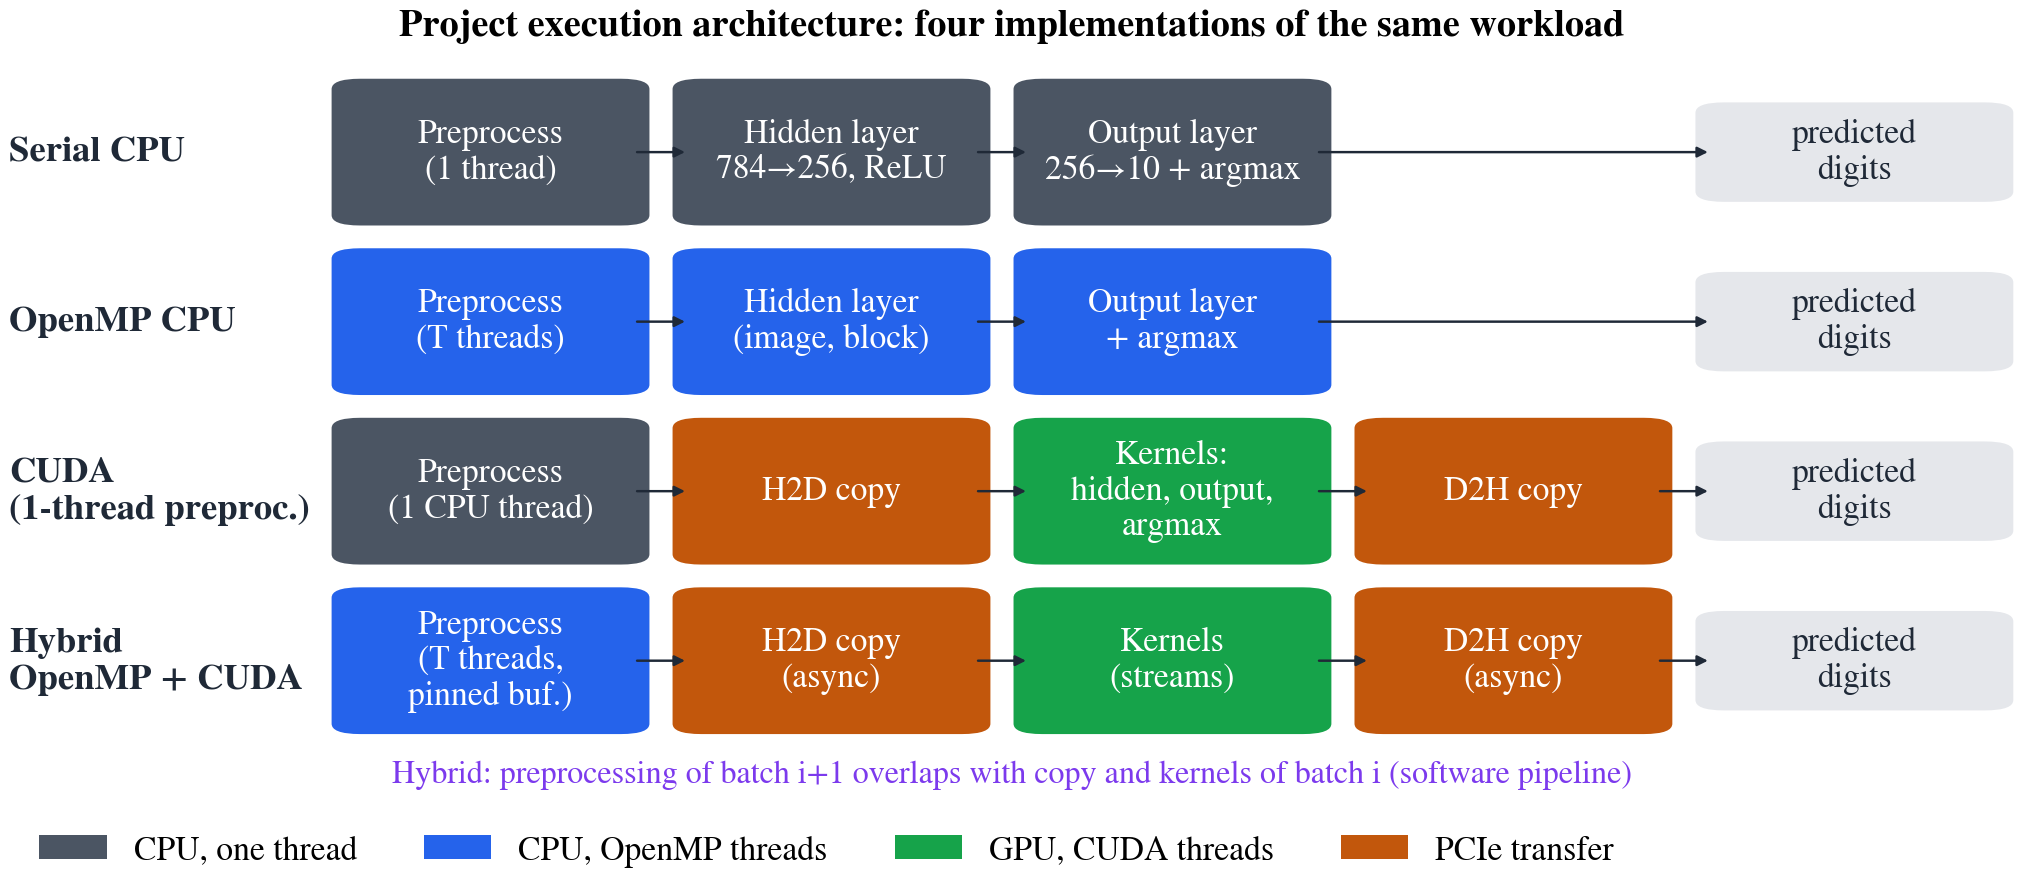 Project execution architecture: four implementations of the same workload
Serial CPU
Preprocess
(1 thread)
Hidden layer
784→256, ReLU
Output layer
256→10 + argmax
predicted
digits
OpenMP CPU
Preprocess
(T threads)
Hidden layer
(image, block)
Output layer
+ argmax
predicted
digits
CUDA
(1-thread preproc.)
Preprocess
(1 CPU thread)
H2D copy
Kernels:
hidden, output,
argmax
D2H copy
predicted
digits
Hybrid
OpenMP + CUDA
Preprocess
(T threads,
pinned buf.)
H2D copy
(async)
Kernels
(streams)
D2H copy
(async)
predicted
digits
Hybrid: preprocessing of batch i+1 overlaps with copy and kernels of batch i (software pipeline)
CPU, one thread
CPU, OpenMP threads
GPU, CUDA threads
PCIe transfer